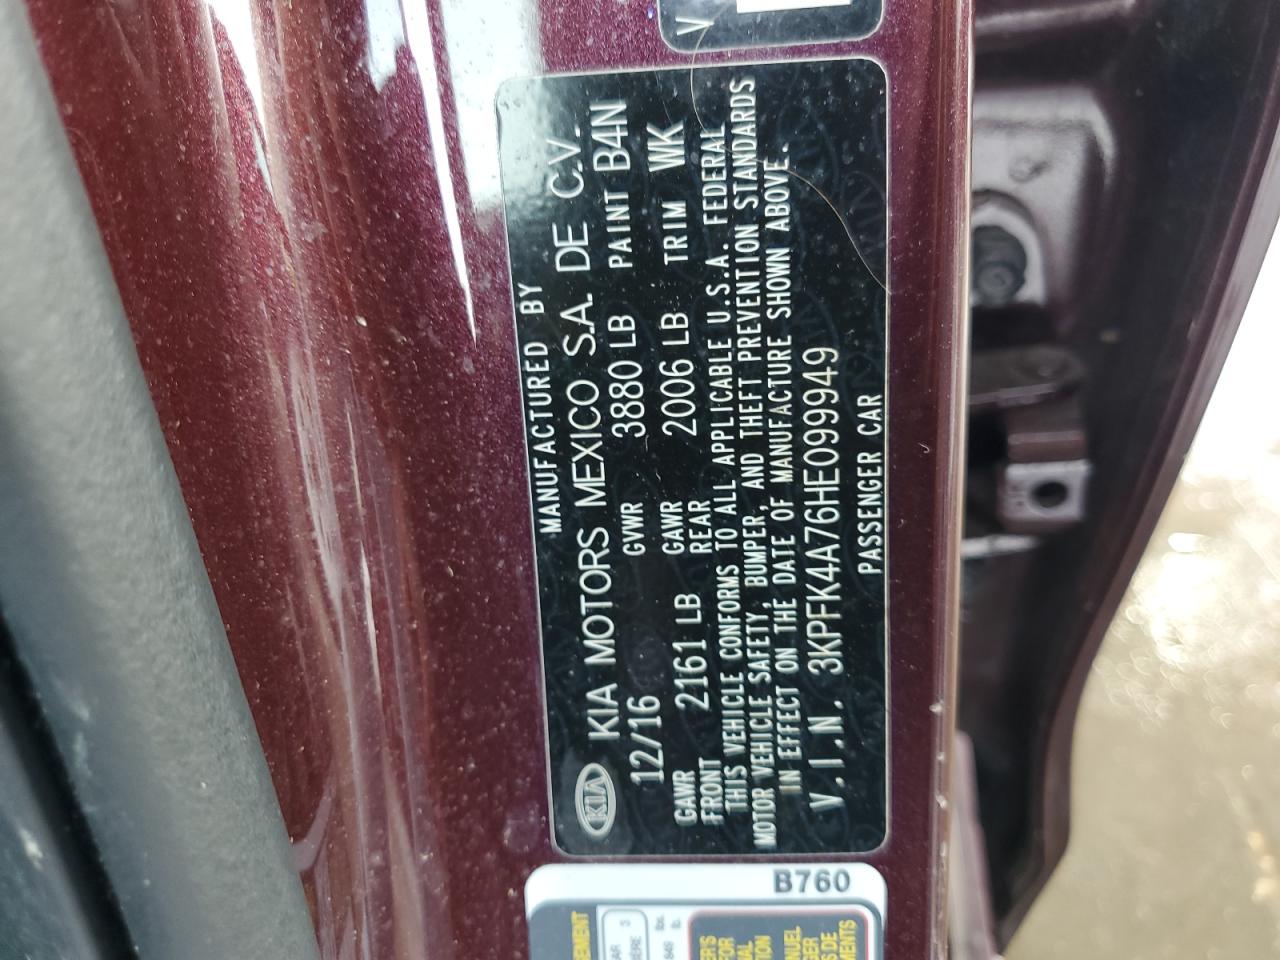 V
MANUFACTURED BY
KIA KIA MOTORS MEXICO S.A. DE C.V.
12/16 GVWR 3880 LB PAINT B4N
GAWR FRONT 2161 LB GAWR REAR 2006 LB TRIM WK
THIS VEHICLE CONFORMS TO ALL APPLICABLE U.S.A. FEDERAL
MOTOR VEHICLE SAFETY, BUMPER, AND THEFT PREVENTION STANDARDS
IN EFFECT ON THE DATE OF MANUFACTURE SHOWN ABOVE.
V.I.N. 3KPFK4A76HE099949
PASSENGER CAR
B760